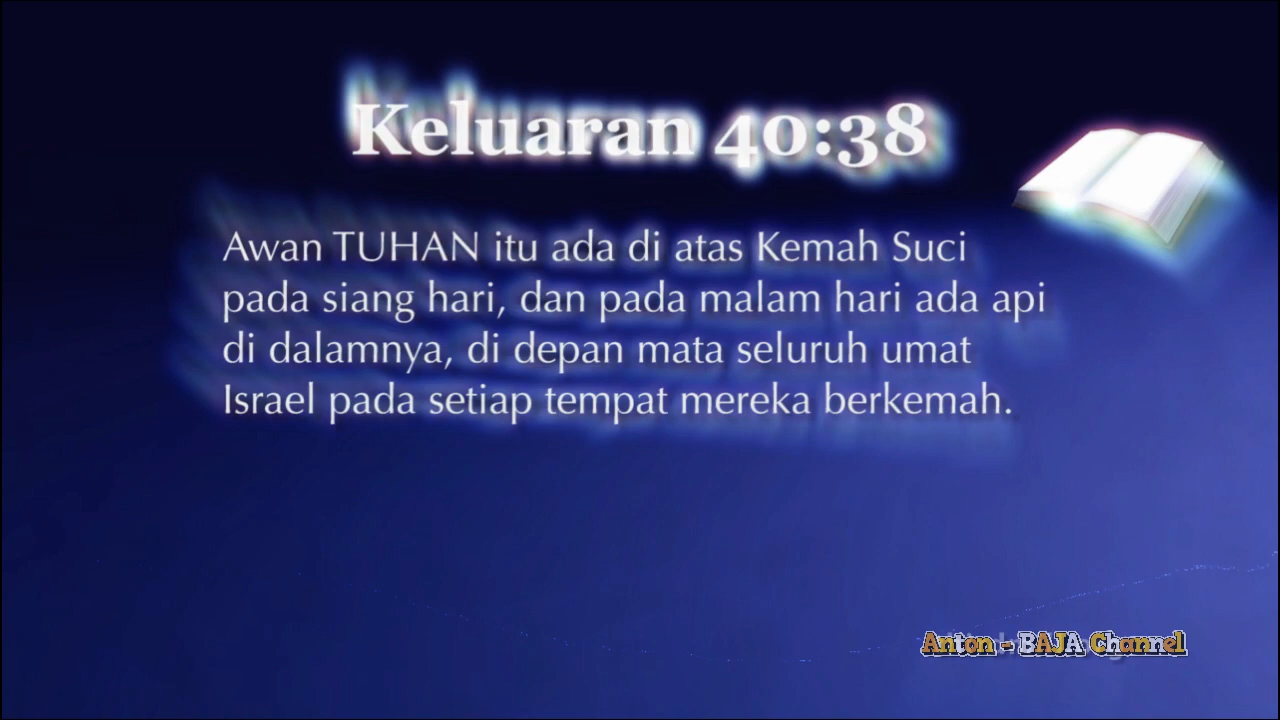 Keluaran 40:38
Awan TUHAN itu ada di atas Kemah Suci
pada siang hari, dan pada malam hari ada api
di dalamnya, di depan mata seluruh umat
Israel pada setiap tempat mereka berkemah.
Anton - BAJA Channel